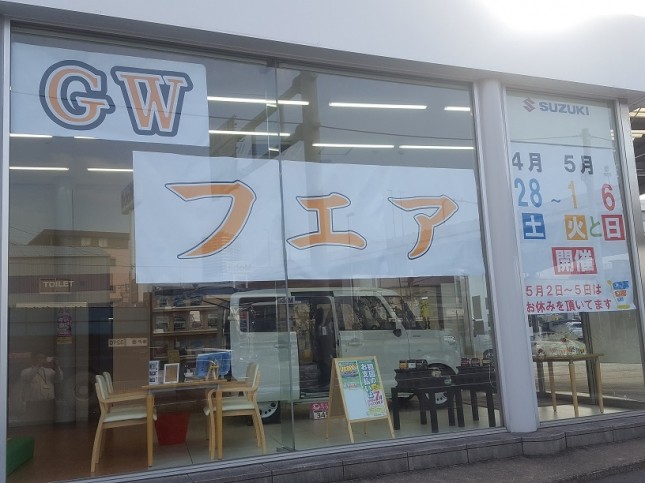 GW
フェア
SUZUKI
4月 5月
28～1 6
土 火と日
開催
5月2日～5日は
お休みを頂いてます
TOILET